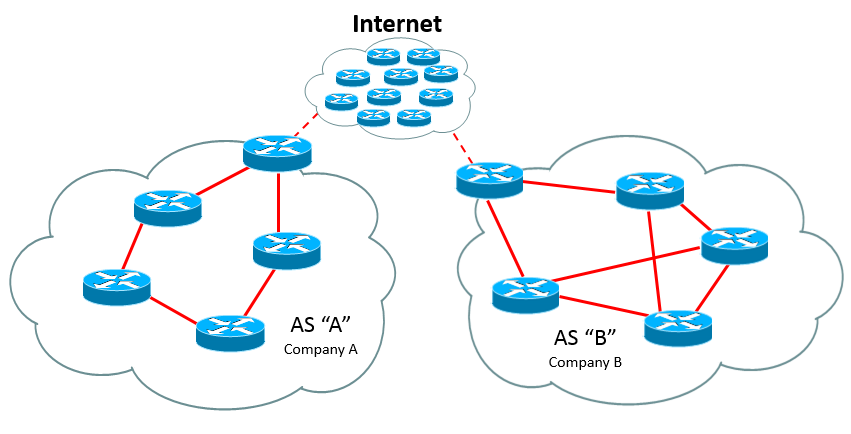 Internet
AS “A”
Company A
AS “B”
Company B